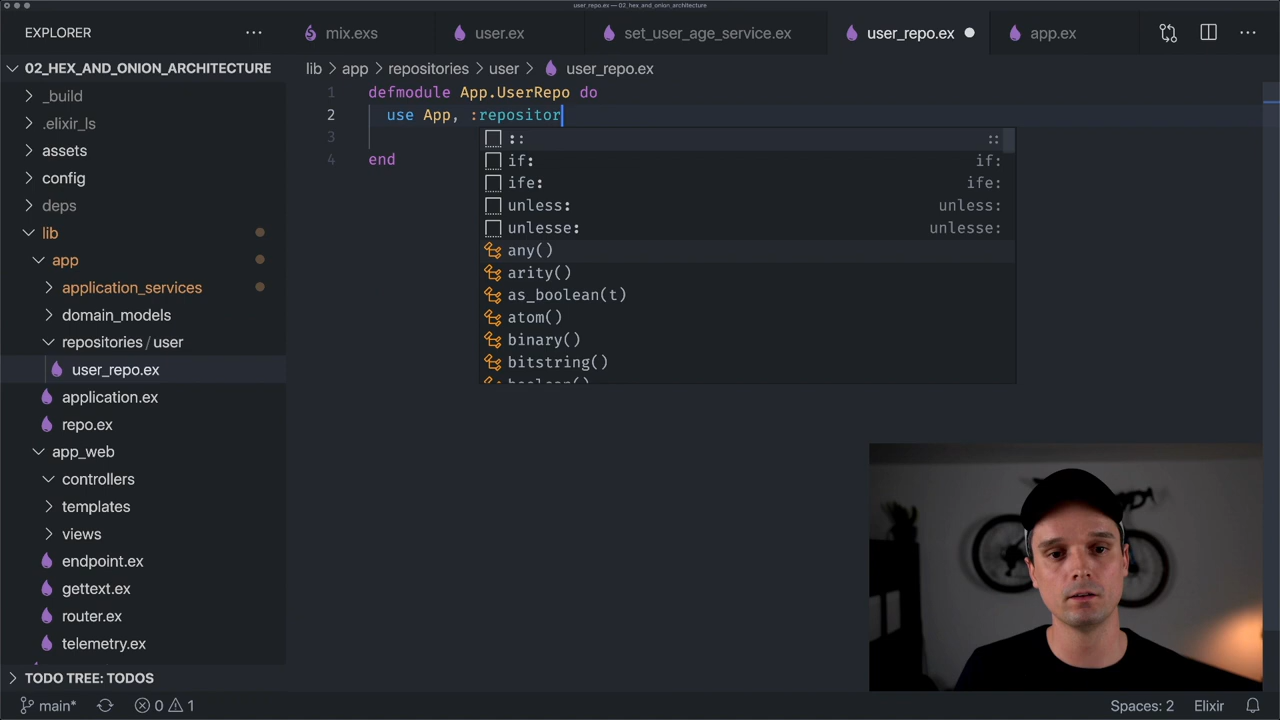 user_repo.ex — 02_hex_and_onion_architecture
EXPLORER
mix.exs
user.ex
set_user_age_service.ex
user_repo.ex
app.ex
02_HEX_AND_ONION_ARCHITECTURE
_build
.elixir_ls
assets
config
deps
lib
app
application_services
domain_models
repositories / user
user_repo.ex
application.ex
repo.ex
app_web
controllers
templates
views
endpoint.ex
gettext.ex
router.ex
telemetry.ex
TODO TREE: TODOS
lib > app > repositories > user > user_repo.ex
1 defmodule App.UserRepo do
2 use App, :repositor
3
4 end
:: ::
if: if:
ife: ife:
unless: unless:
unlesse: unlesse:
any()
arity()
as_boolean(t)
atom()
binary()
bitstring()
boolean()
main* 0 1
Spaces: 2 Elixir